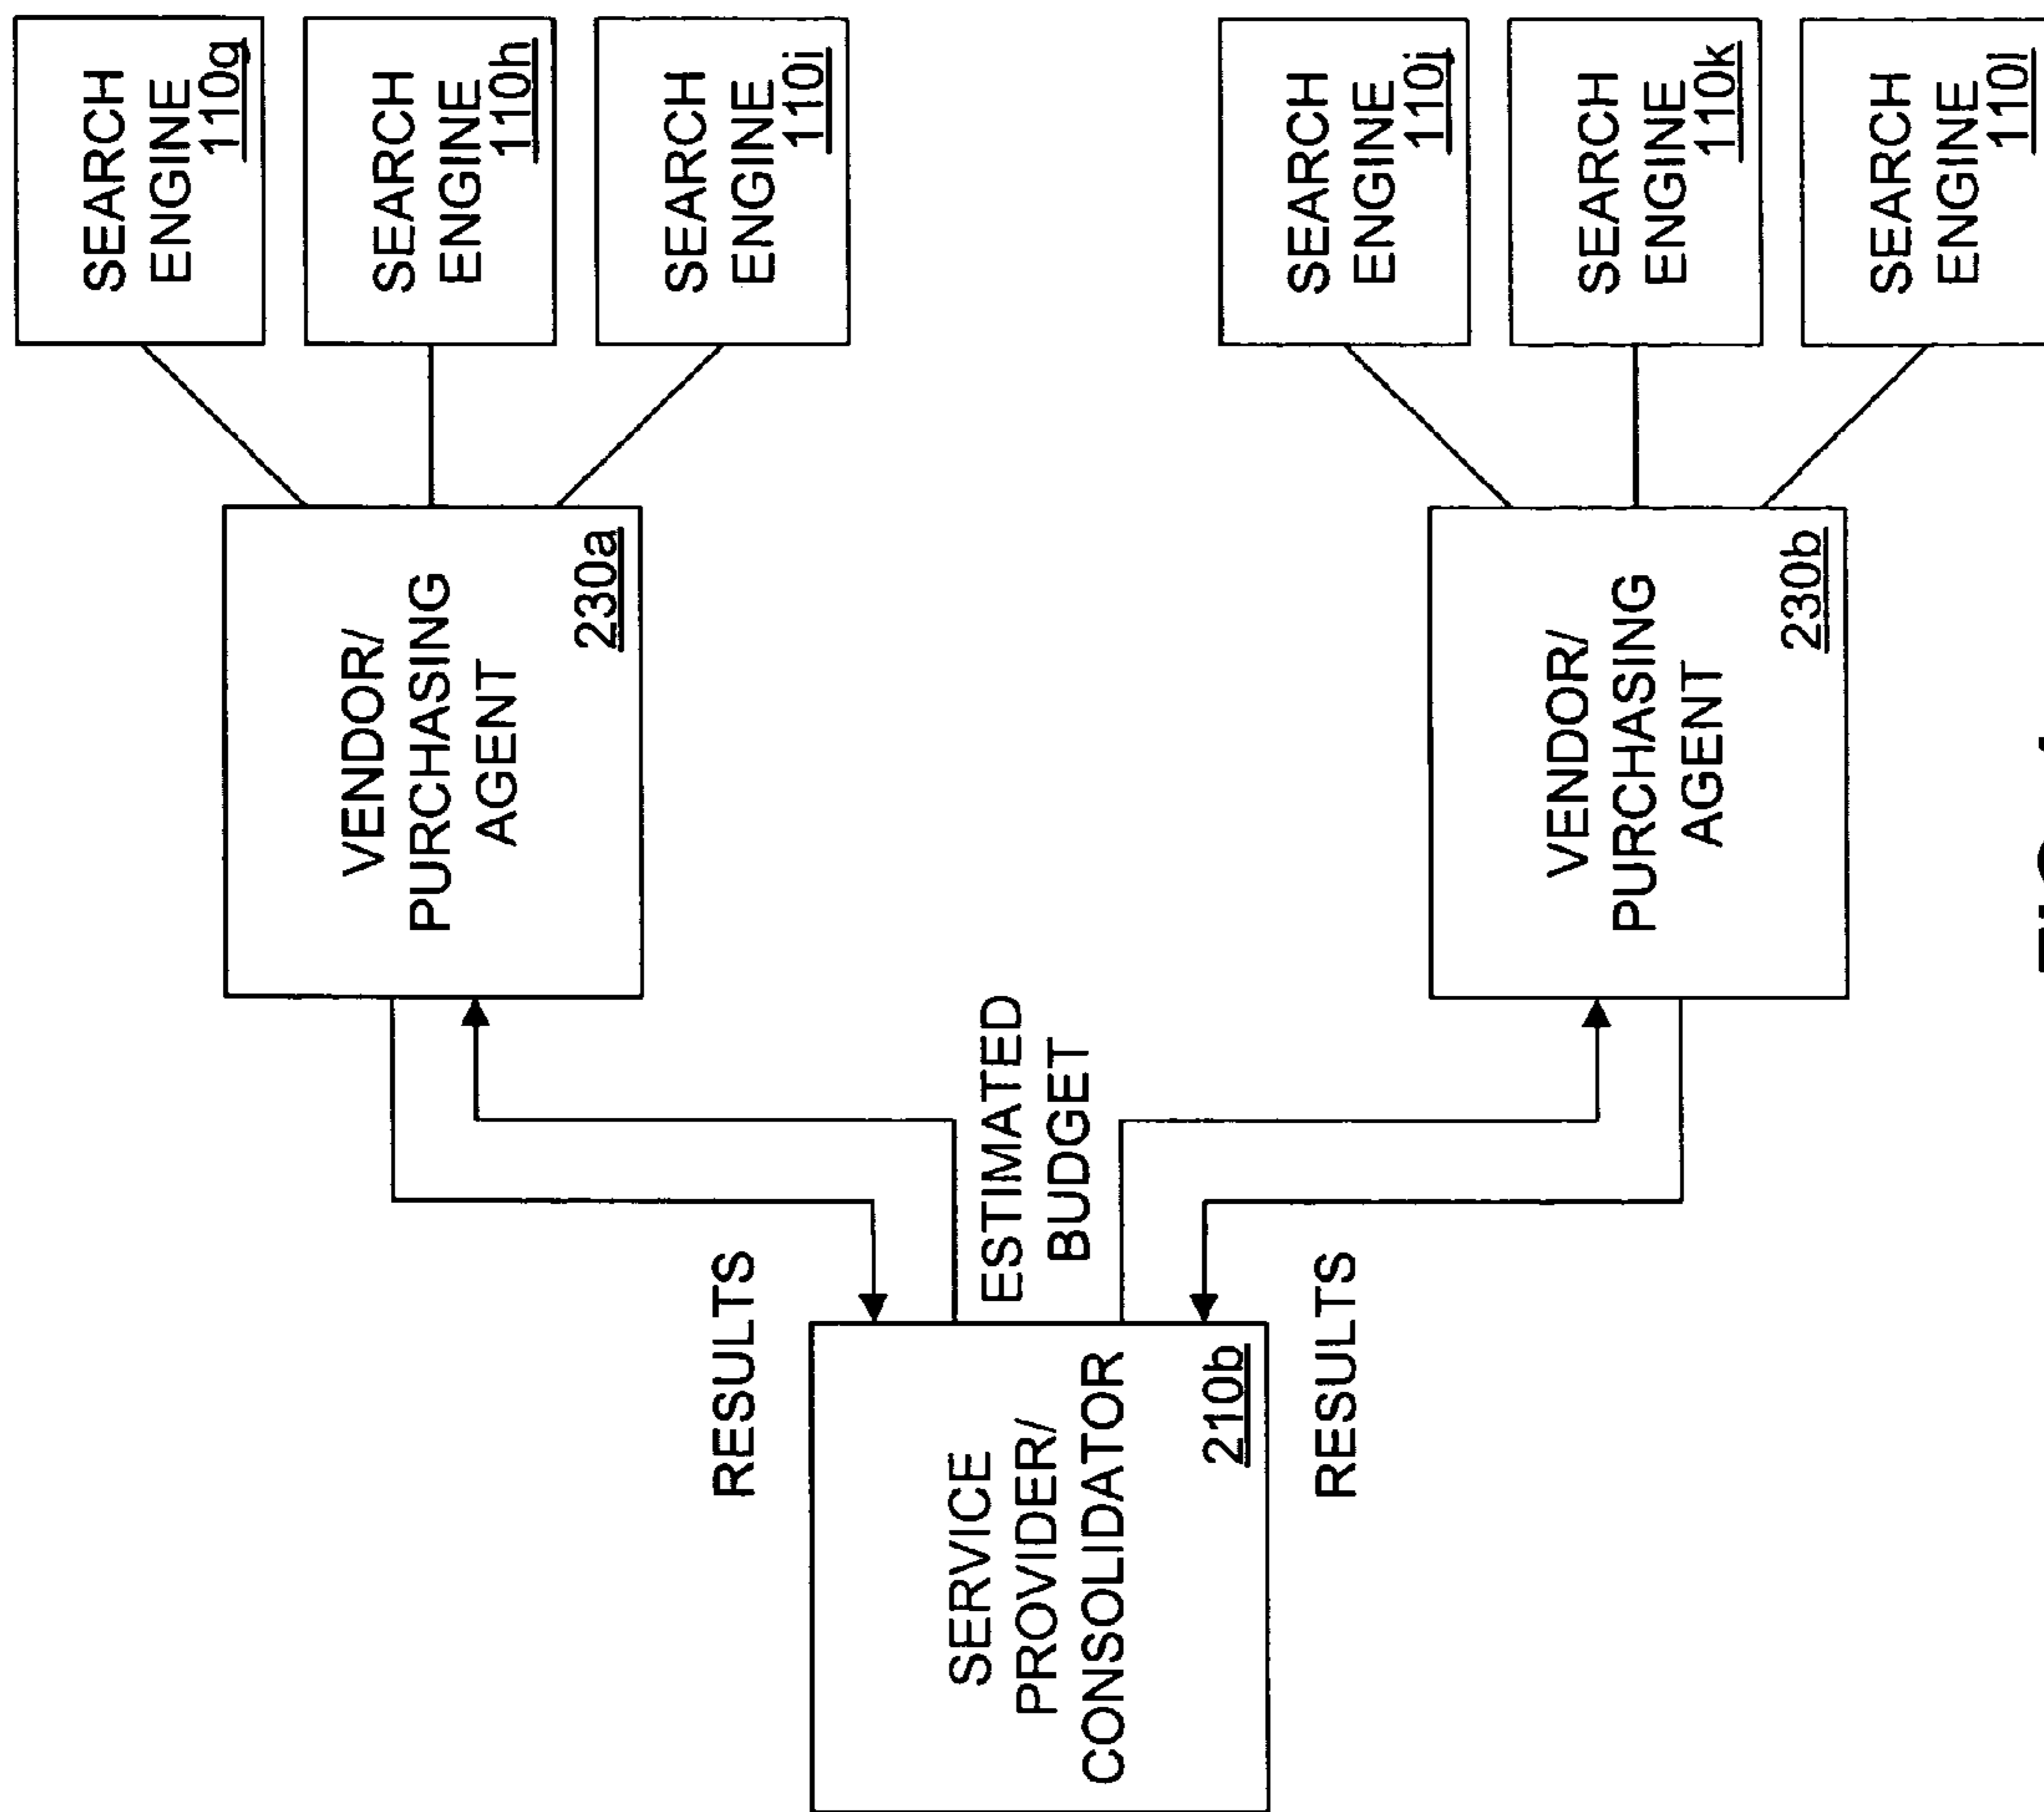 SEARCH
ENGINE
110g
SEARCH
ENGINE
110h
SEARCH
ENGINE
110i
VENDOR/
PURCHASING
AGENT
230a
RESULTS
ESTIMATED
BUDGET
SERVICE
PROVIDER/
CONSOLIDATOR
210b
RESULTS
VENDOR/
PURCHASING
AGENT
230b
SEARCH
ENGINE
110j
SEARCH
ENGINE
110k
SEARCH
ENGINE
110l